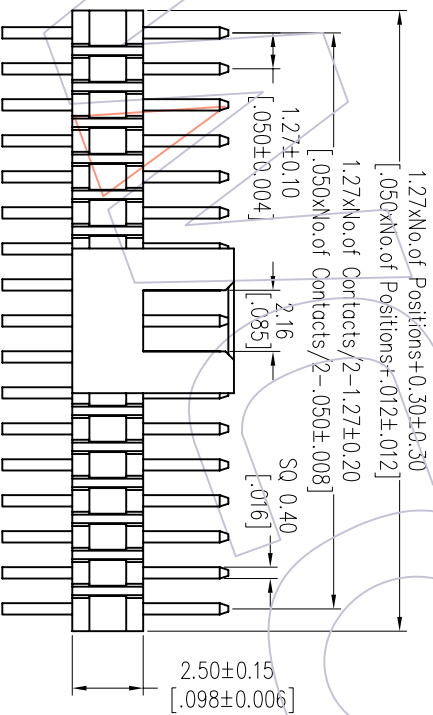 1.27xNo.of Positions+0.30±0.30
[.050xNo.of Positions+.012±.012]
1.27xNo.of Contacts/2-1.27±0.20
[.050xNo.of Contacts/2-.050±.008]
1.27±0.10
[.050±0.004]
2.16
[.085]
SQ 0.40
[.016]
2.50±0.15
[.098±0.006]